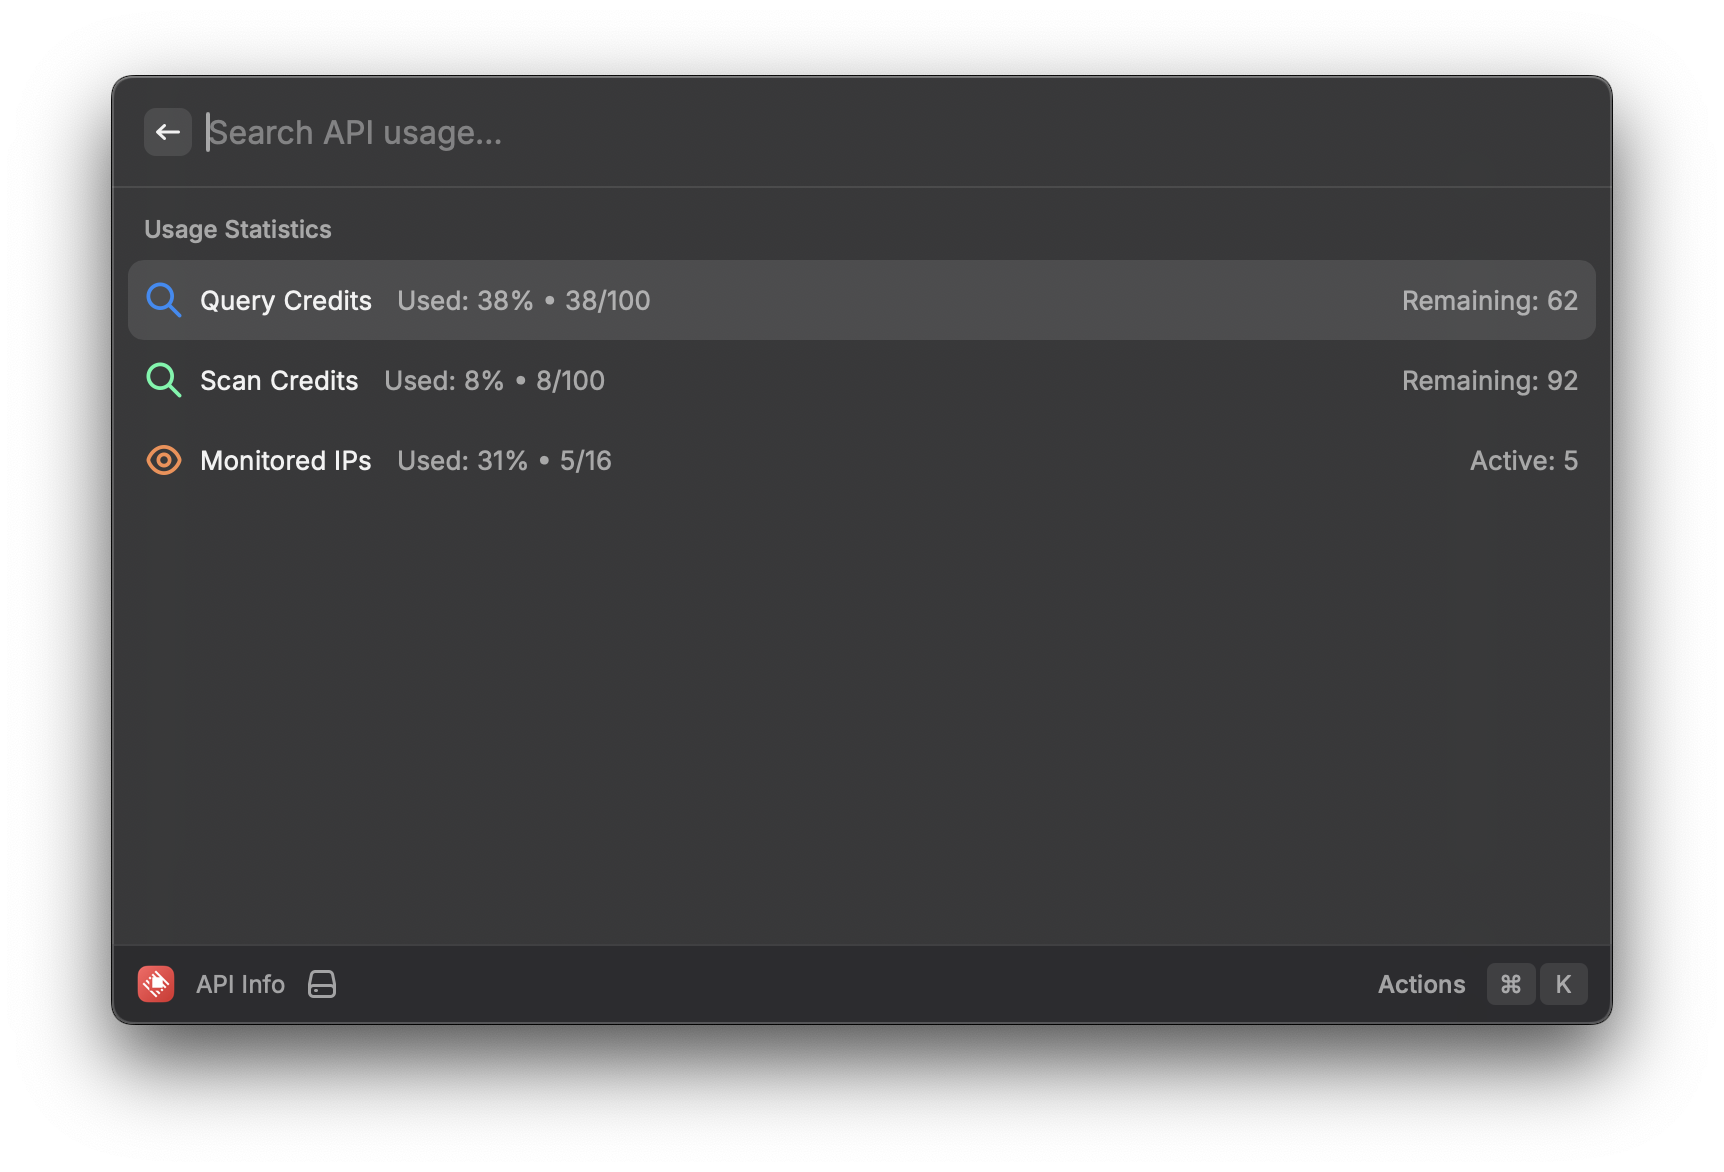 Search API usage...
Usage Statistics
Query Credits Used: 38% • 38/100 Remaining: 62
Scan Credits Used: 8% • 8/100 Remaining: 92
Monitored IPs Used: 31% • 5/16 Active: 5
API Info Actions ⌘ K